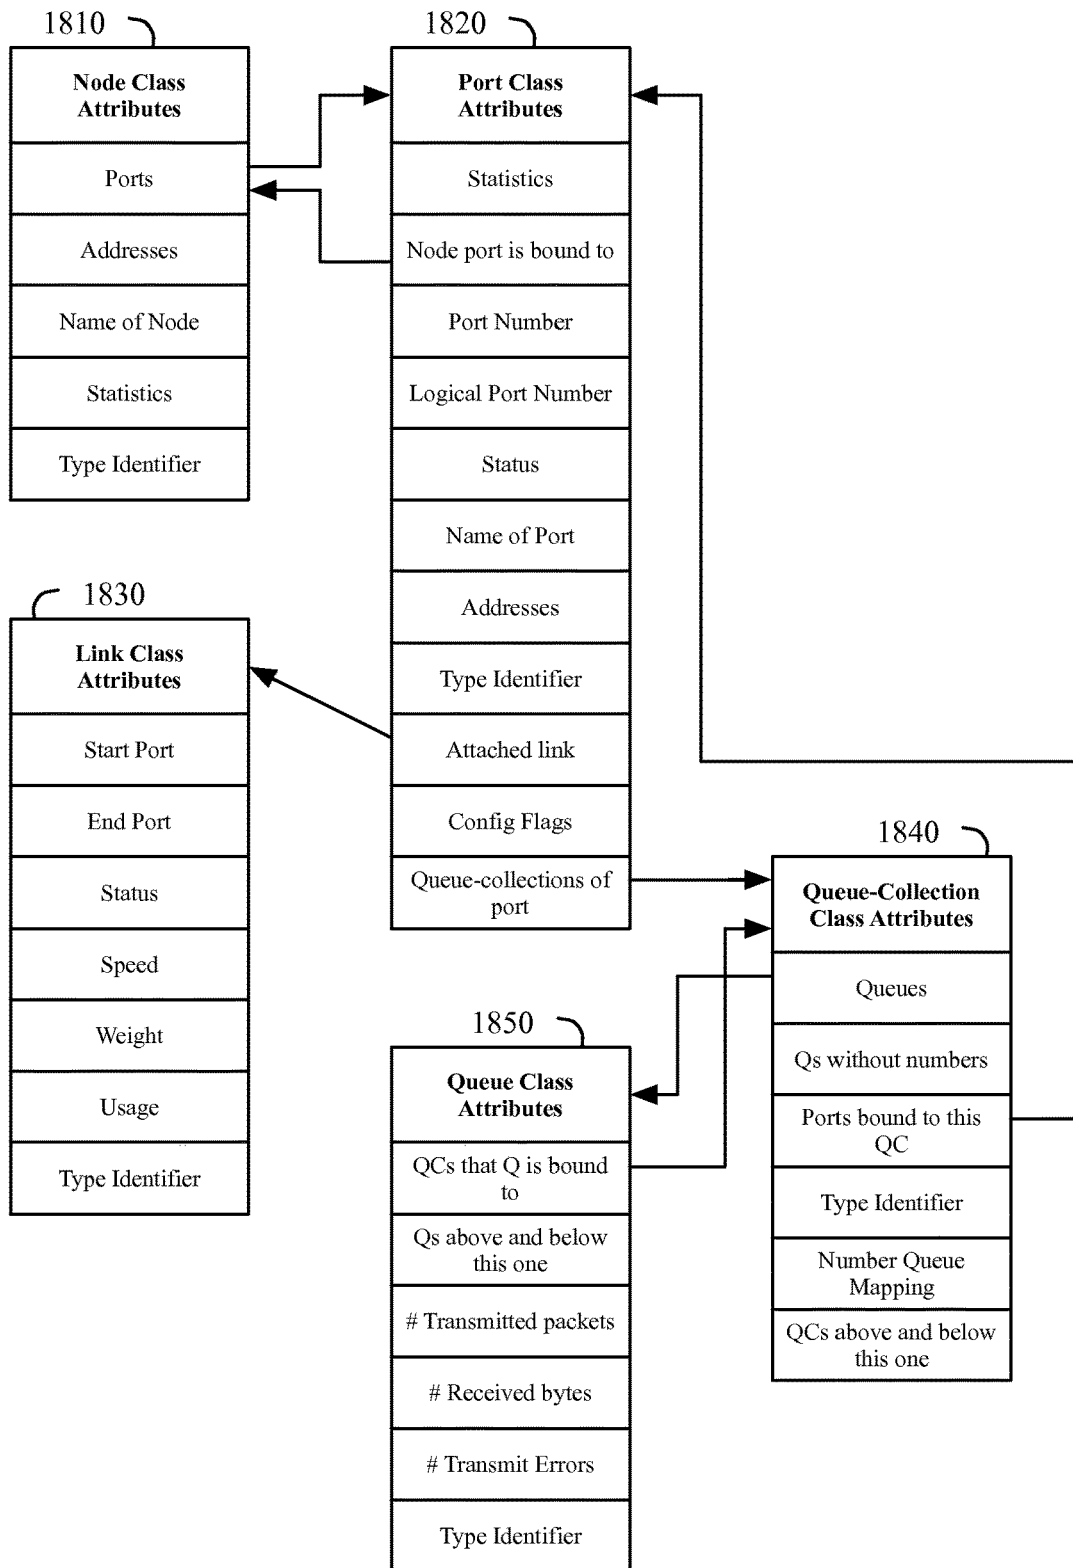 1810
Node Class
Attributes
Ports
Addresses
Name of Node
Statistics
Type Identifier
1820
Port Class
Attributes
Statistics
Node port is bound to
Port Number
Logical Port Number
Status
Name of Port
Addresses
Type Identifier
Attached link
Config Flags
Queue-collections of
port
1830
Link Class
Attributes
Start Port
End Port
Status
Speed
Weight
Usage
Type Identifier
1840
Queue-Collection
Class Attributes
Queues
Qs without numbers
Ports bound to this
QC
Type Identifier
Number Queue
Mapping
QCs above and below
this one
1850
Queue Class
Attributes
QCs that Q is bound
to
Qs above and below
this one
# Transmitted packets
# Received bytes
# Transmit Errors
Type Identifier